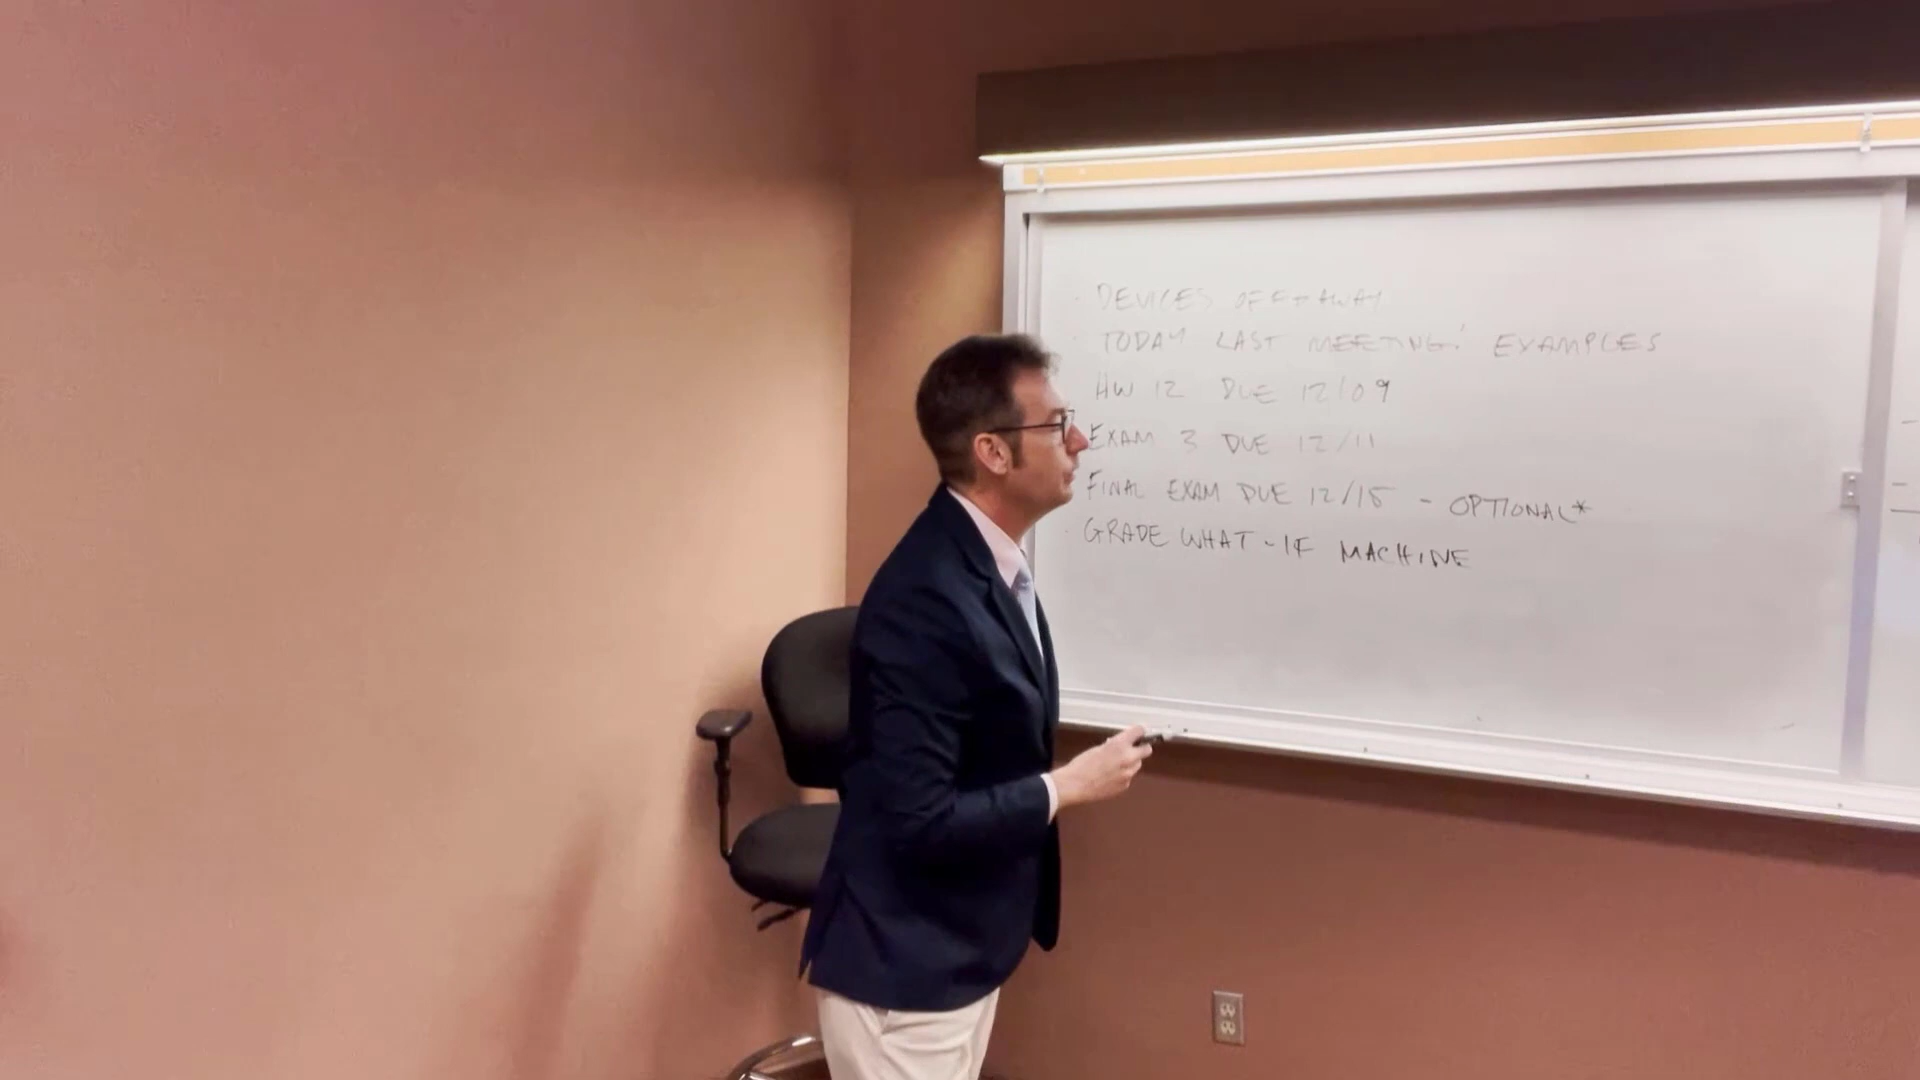 · DEVICES OFF + AWAY
· TODAY LAST MEETING! EXAMPLES
HW 12 DUE 12/09
EXAM 3 DUE 12/11
FINAL EXAM DUE 12/15 - OPTIONAL*
· GRADE WHAT-IF MACHINE